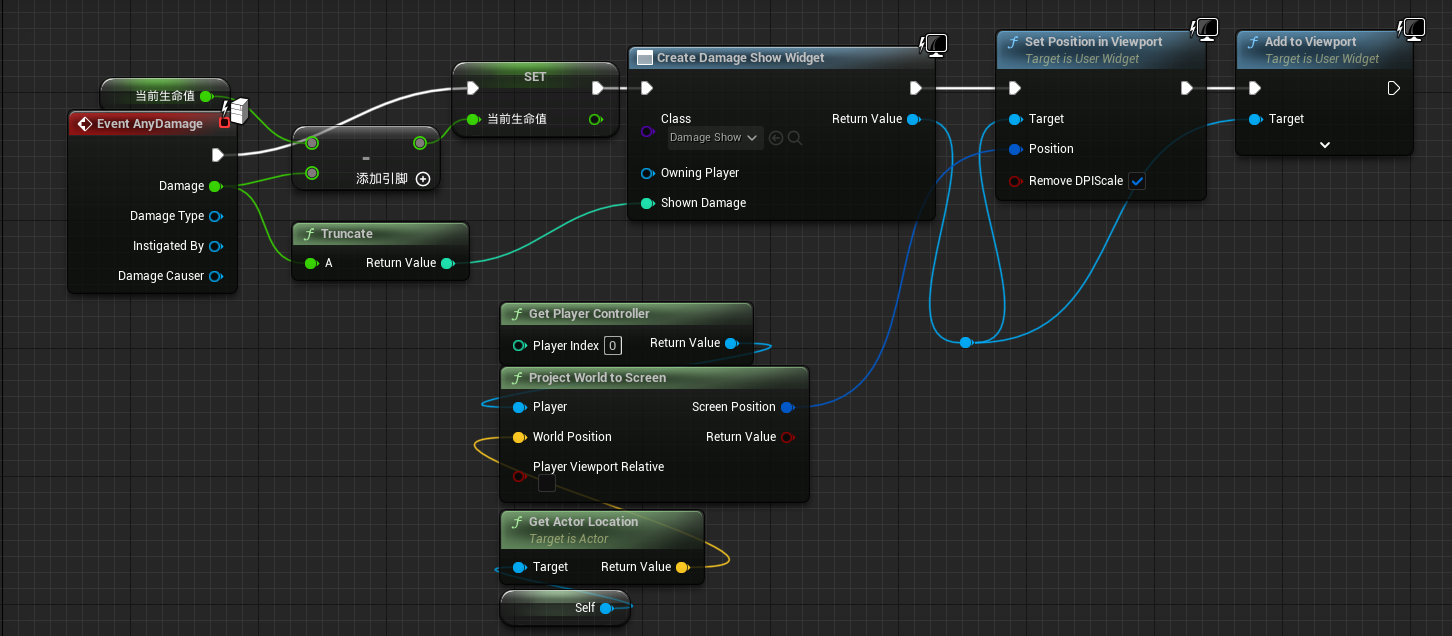 当前生命值
Event AnyDamage
Damage
Damage Type
Instigated By
Damage Causer
-
添加引脚
SET
当前生命值
Truncate
A
Return Value
Create Damage Show Widget
Class
Damage Show
Return Value
Owning Player
Shown Damage
Set Position in Viewport
Target is User Widget
Target
Position
Remove DPIScale
Add to Viewport
Target is User Widget
Target
Get Player Controller
Player Index 0
Return Value
Project World to Screen
Player
Screen Position
World Position
Return Value
Player Viewport Relative
Get Actor Location
Target is Actor
Target
Return Value
Self